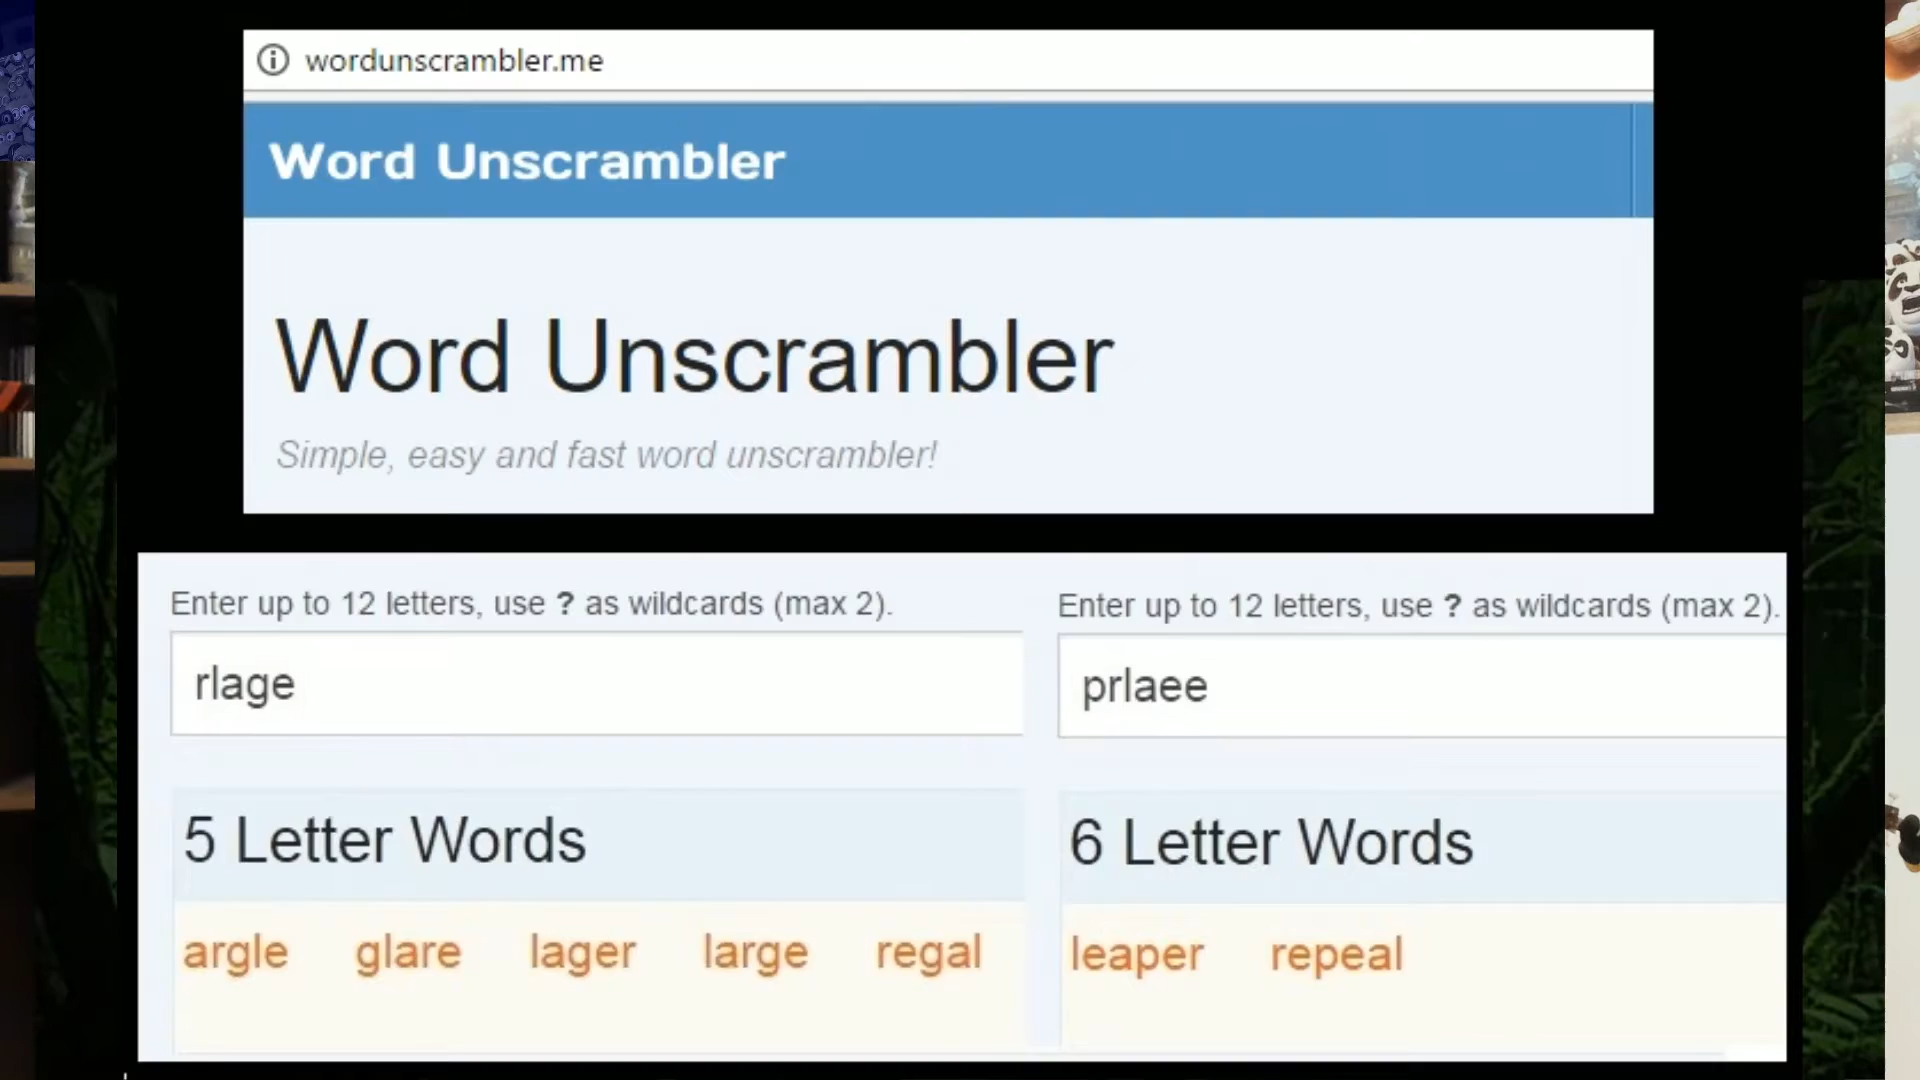 wordunscrambler.me
Word Unscrambler
Word Unscrambler
Simple, easy and fast word unscrambler!
Enter up to 12 letters, use ? as wildcards (max 2).
rlage
5 Letter Words
argle glare lager large regal
Enter up to 12 letters, use ? as wildcards (max 2).
prlaee
6 Letter Words
leaper repeal